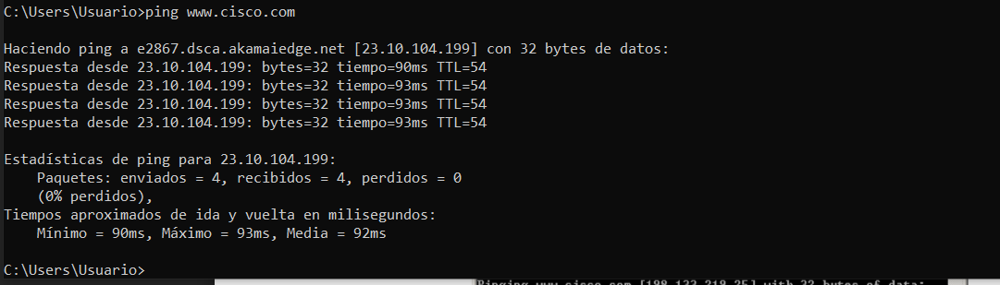 C:\Users\Usuario>ping www.cisco.com
Haciendo ping a e2867.dsca.akamaiedge.net [23.10.104.199] con 32 bytes de datos:
Respuesta desde 23.10.104.199: bytes=32 tiempo=90ms TTL=54
Respuesta desde 23.10.104.199: bytes=32 tiempo=93ms TTL=54
Respuesta desde 23.10.104.199: bytes=32 tiempo=93ms TTL=54
Respuesta desde 23.10.104.199: bytes=32 tiempo=93ms TTL=54
Estadísticas de ping para 23.10.104.199:
Paquetes: enviados = 4, recibidos = 4, perdidos = 0
(0% perdidos),
Tiempos aproximados de ida y vuelta en milisegundos:
Mínimo = 90ms, Máximo = 93ms, Media = 92ms
C:\Users\Usuario>
Pinging www.cisco.com [198.133.219.25] with 32 bytes of data: